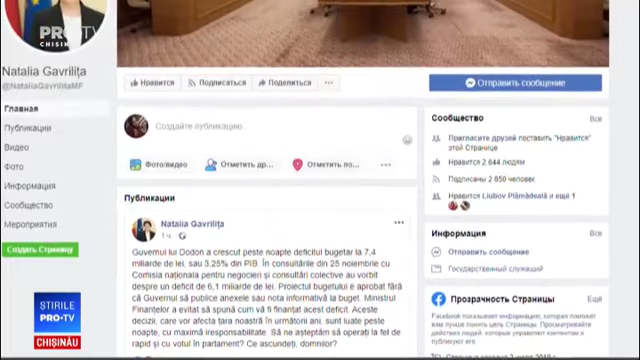 PRO TV
CHIȘINĂU
Natalia Gavrilița
@NataliaGavrilitaMF
Главная
Публикации
Видео
Фото
Информация
Сообщество
Мероприятия
Создать Страницу
Нравится
Подписаться
Поделиться
Отправить сообщение
Создайте публикацию
Фото/видео
Отметить др...
Отметить по...
Публикации
Natalia Gavrilița
1 ч.
Guvernul lui Dodon a crescut peste noapte deficitul bugetar la 7,4
miliarde de lei, sau 3,25% din PIB. În consultările din 25 noiembrie cu
Comisia națională pentru negocieri și consultări colective au vorbit
despre un deficit de 6,1 miliarde de lei. Proiectul bugetului e aprobat fără
că Guvernul să publice anexele sau nota informativă la buget. Ministrul
Finanțelor a evitat să spună cum vă fi finanțat acest deficit. Aceste
decizii, care vor afecta țara noastră în următorii ani, sunt luate peste
noapte, cu maximă iresponsabilitate. Să ne așteptăm să operați la fel de
rapid și cu votul în parlament? Ce ascundeți, domnilor?
Сообщество
Все
Пригласите друзей поставить "Нравится"
этой Странице
Нравится 2 644 людям
Подписаны 2 850 человек
Нравится Liubov Plămădeală и ещё 1
Информация
Все
Отправить сообщение
Государственный служащий
Прозрачность Страницы
Facebook показывает информацию, которая поможет
вам лучше понять цель Страницы. Просматривайте
действия людей, которые управляют контентом и
ȘTIRILE
PRO•TV
CHIȘINĂU